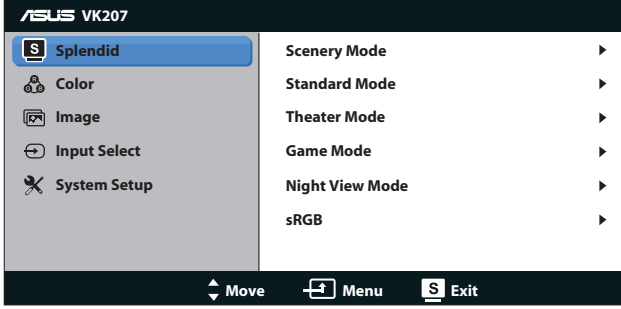 ASUS VK207
S Splendid
Color
Image
Input Select
System Setup
Scenery Mode
Standard Mode
Theater Mode
Game Mode
Night View Mode
sRGB
Move Menu S Exit